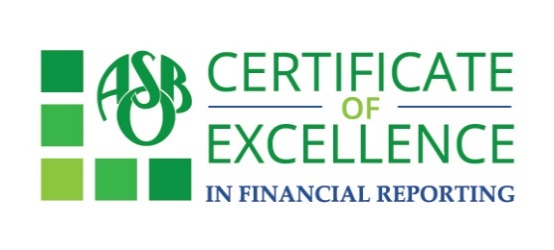 ASBO
CERTIFICATE
OF
EXCELLENCE
IN FINANCIAL REPORTING